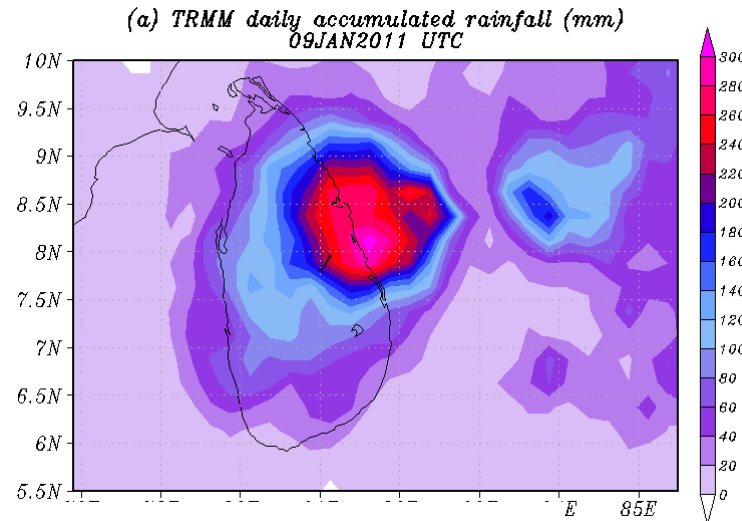 (a) TRMM daily accumulated rainfall (mm)
09JAN2011 UTC
10N
9.5N
9N
8.5N
8N
7.5N
7N
6.5N
6N
5.5N
E
85E
300
280
260
240
220
200
180
160
140
120
100
80
60
40
20
0